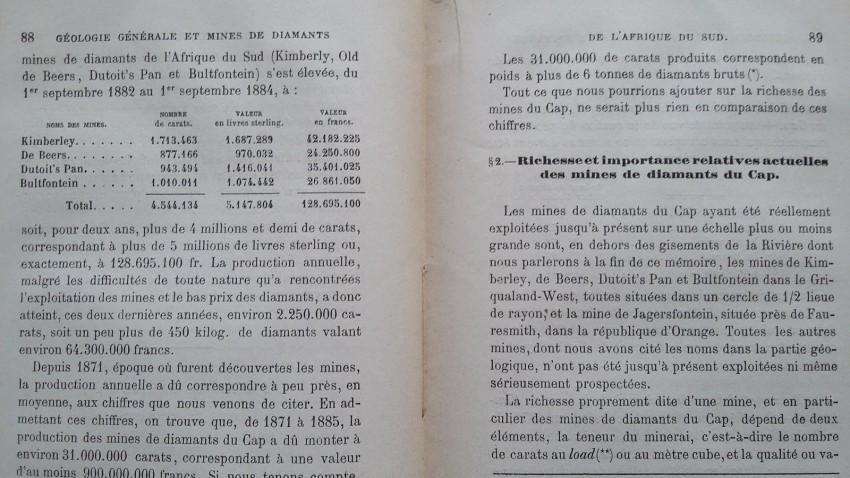 88 GÉOLOGIE GÉNÉRALE ET MINES DE DIAMANTS
mines de diamants de l'Afrique du Sud (Kimberly, Old
de Beers, Dutoit's Pan et Bultfontein) s'est élevée, du
1er septembre 1882 au 1er septembre 1884, à :
NOMS DES MINES. NOMBRE de carats. VALEUR en livres sterling. VALEUR en francs.
Kimberley....... 1.713.463 1.687.289 42.182.225
De Beers....... 877.166 970.032 24.250.800
Dutoit's Pan..... 943.494 1.416.041 35.401.025
Bultfontein...... 1.010.011 1.074.442 26.861.050
Total..... 4.544.134 5.147.804 128.695.100
soit, pour deux ans, plus de 4 millions et demi de carats,
correspondant à plus de 5 millions de livres sterling ou,
exactement, à 128.695.100 fr. La production annuelle,
malgré les difficultés de toute nature qu'a rencontrées
l'exploitation des mines et le bas prix des diamants, a donc
atteint, ces deux dernières années, environ 2.250.000 ca-
rats, soit un peu plus de 450 kilog. de diamants valant
environ 64.300.000 francs.
Depuis 1871, époque où furent découvertes les mines,
la production annuelle a dû correspondre à peu près, en
moyenne, aux chiffres que nous venons de citer. En ad-
mettant ces chiffres, on trouve que, de 1871 à 1885, la
production des mines de diamants du Cap a dû monter à
environ 31.000.000 carats, correspondant à une valeur
d'au moins 900.000.000 francs. Si nous tenons compte
DE L'AFRIQUE DU SUD. 89
Les 31.000.000 de carats produits correspondent en
poids à plus de 6 tonnes de diamants bruts (*).
Tout ce que nous pourrions ajouter sur la richesse des
mines du Cap, ne serait plus rien en comparaison de ces
chiffres.
§2.—Richesse et importance relatives actuelles
des mines de diamants du Cap.
Les mines de diamants du Cap ayant été réellement
exploitées jusqu'à présent sur une échelle plus ou moins
grande sont, en dehors des gisements de la Rivière dont
nous parlerons à la fin de ce mémoire, les mines de Kim-
berley, de Beers, Dutoit's Pan et Bultfontein dans le Gri-
qualand-West, toutes situées dans un cercle de 1/2 lieue
de rayon, et la mine de Jagersfontein, située près de Fau-
resmith, dans la république d'Orange. Toutes les autres
mines, dont nous avons cité les noms dans la partie géo-
logique, n'ont pas été jusqu'à présent exploitées ni même
sérieusement prospectées.
La richesse proprement dite d'une mine, et en parti-
culier des mines de diamants du Cap, dépend de deux
éléments, la teneur du minerai, c'est-à-dire le nombre
de carats au load(**) ou au mètre cube, et la qualité ou va-